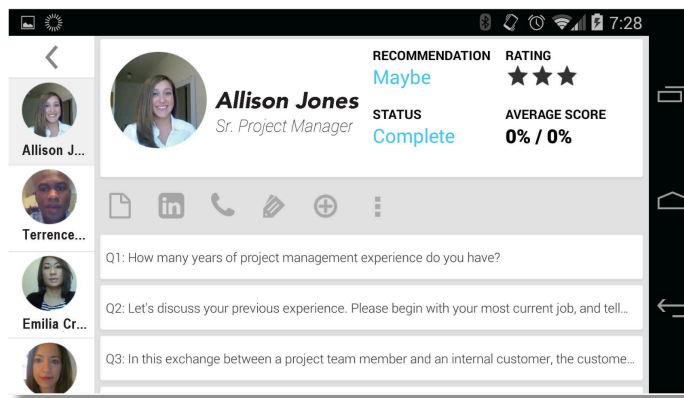 7:28
Allison J...
Terrence...
Emilia Cr...
Allison Jones
Sr. Project Manager
RECOMMENDATION
Maybe
RATING
STATUS
Complete
AVERAGE SCORE
0% / 0%
in
Q1: How many years of project management experience do you have?
Q2: Let's discuss your previous experience. Please begin with your most current job, and tell...
Q3: In this exchange between a project team member and an internal customer, the custome...